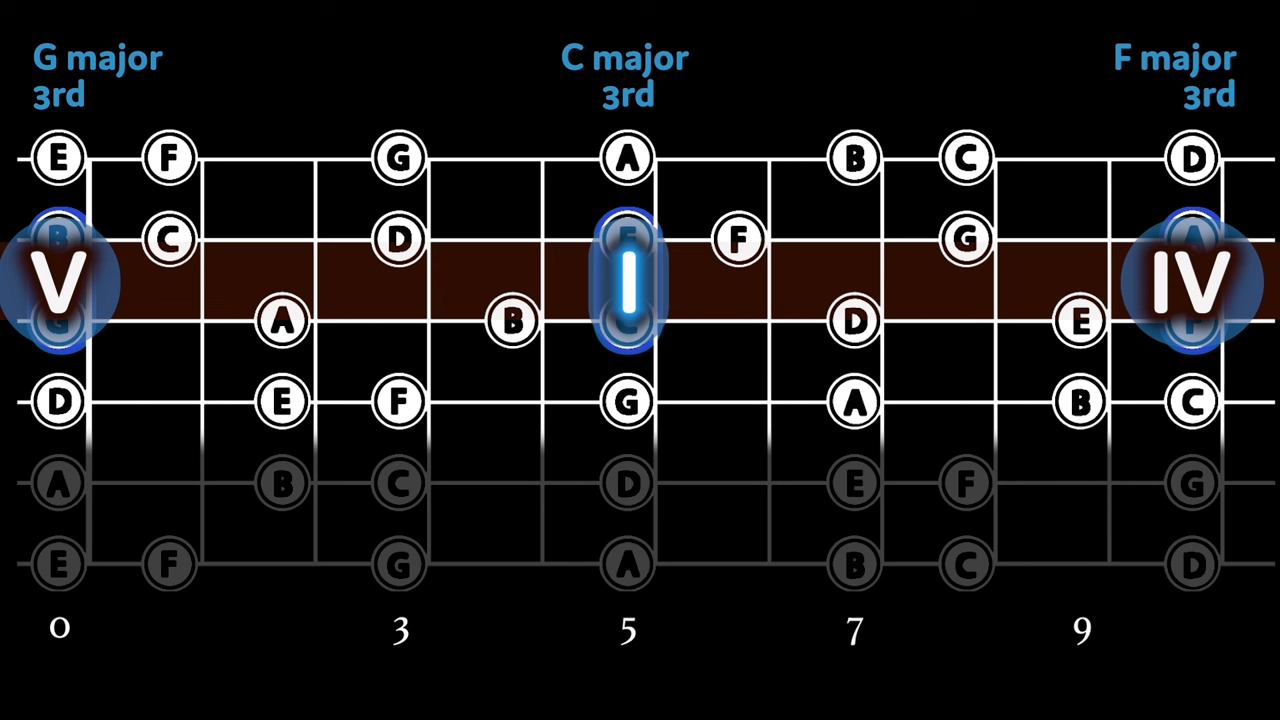 G major C major F major
3rd 3rd 3rd
E F G A B C D
B C D E F G A
V I IV
G A B C D E F
D E F G A B C
A B C D E F G
E F G A B C D
0 3 5 7 9